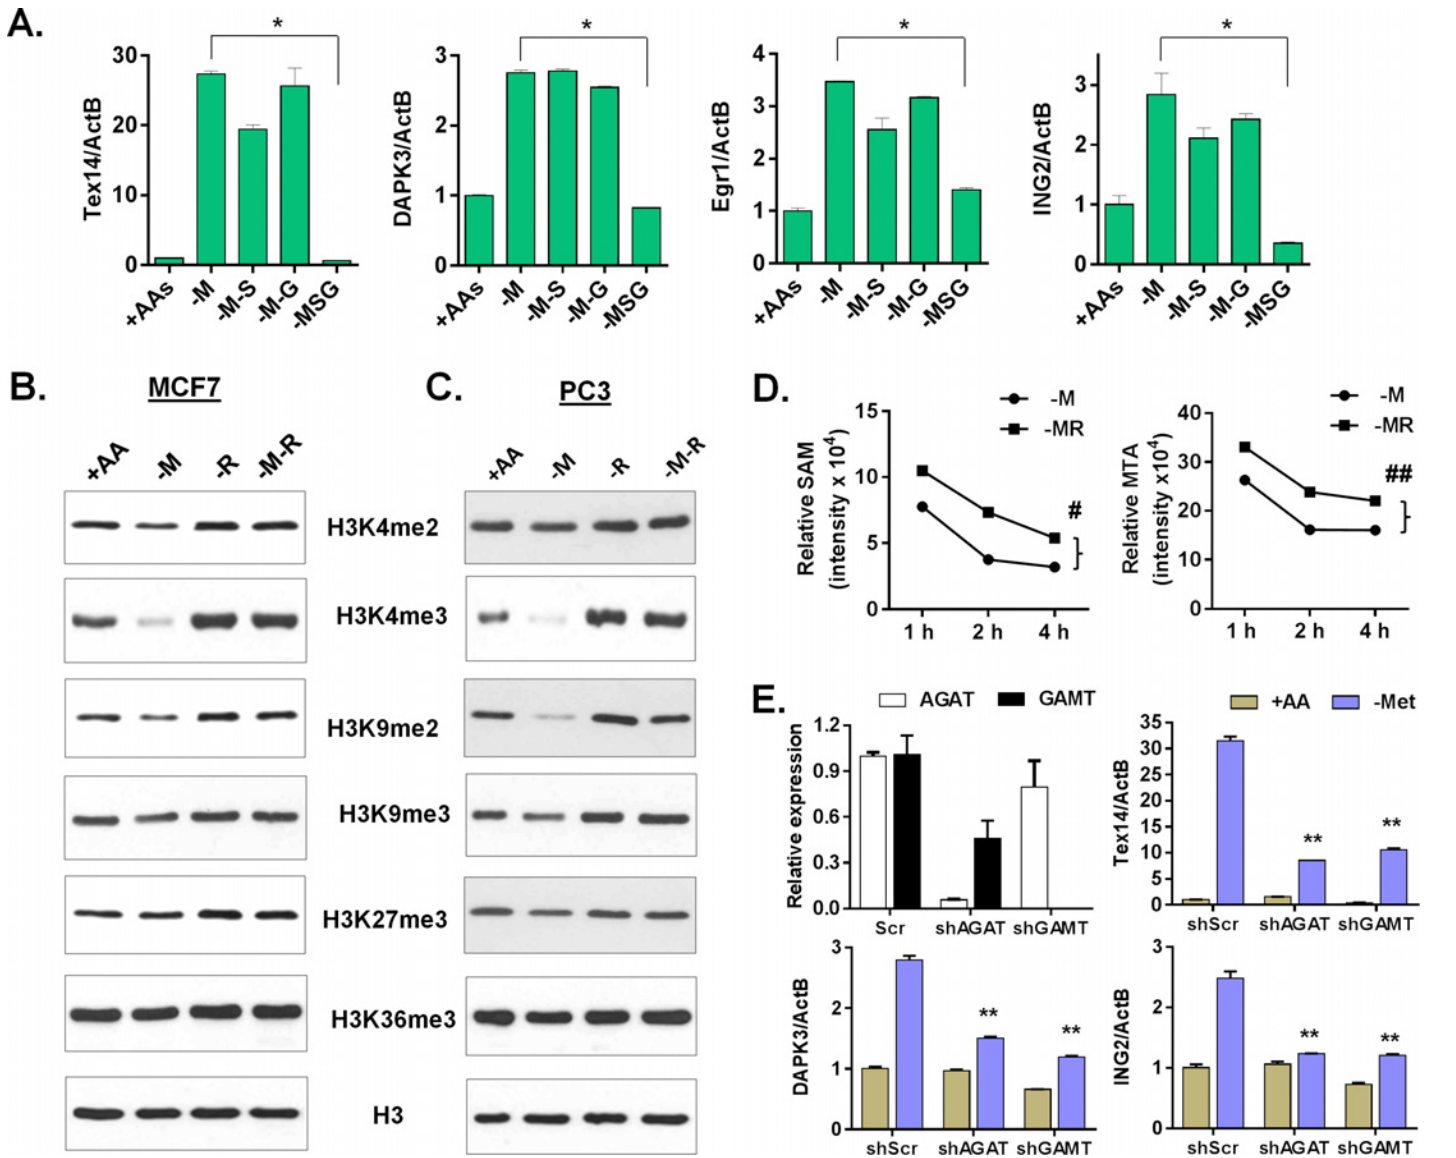 A.
*
*
*
*
Tex14/ActB
30
20
10
0
+AAs
-M
-M-S
-M-G
-MSG
DAPK3/ActB
3
2
1
0
+AAs
-M
-M-S
-M-G
-MSG
Egr1/ActB
4
3
2
1
0
+AAs
-M
-M-S
-M-G
-MSG
ING2/ActB
3
2
1
0
+AAs
-M
-M-S
-M-G
-MSG
B.
MCF7
+AA
-M
-R
-M-R
C.
PC3
+AA
-M
-R
-M-R
H3K4me2
H3K4me3
H3K9me2
H3K9me3
H3K27me3
H3K36me3
H3
D.
-M
-MR
Relative SAM
(intensity x 10⁴)
15
10
5
0
#
1 h
2 h
4 h
-M
-MR
Relative MTA
(intensity x10⁴)
40
30
20
10
0
##
1 h
2 h
4 h
E.
AGAT
GAMT
Relative expression
1.2
0.9
0.6
0.3
0.0
Scr
shAGAT
shGAMT
+AA
-Met
Tex14/ActB
35
30
25
20
15
10
5
0
**
**
shScr
shAGAT
shGAMT
DAPK3/ActB
3
2
1
0
**
**
shScr
shAGAT
shGAMT
ING2/ActB
3
2
1
0
**
**
shScr
shAGAT
shGAMT